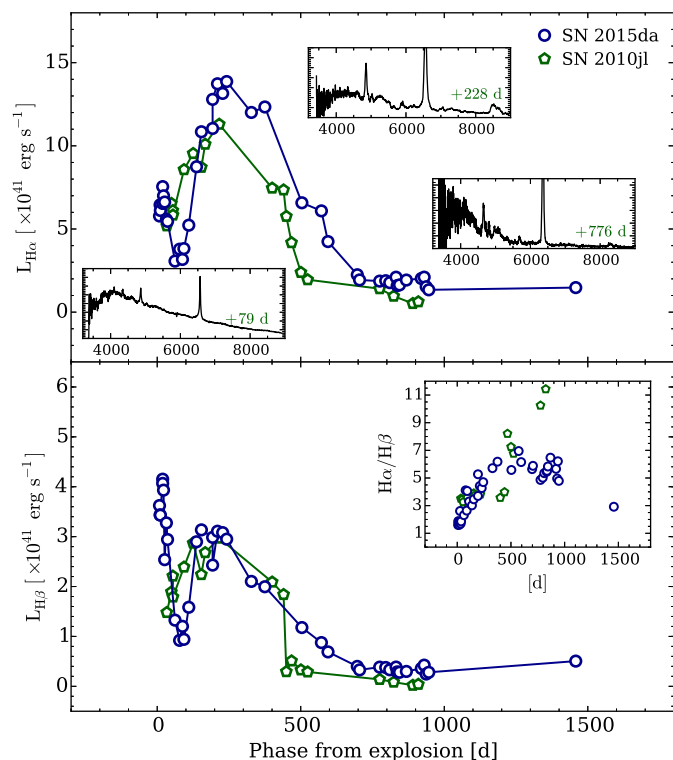 SN 2015da
SN 2010jl
15
10
5
0
L_Hα [ ×10^41 erg s^−1 ]
+228 d
4000 6000 8000
+776 d
4000 6000 8000
+79 d
4000 6000 8000
6
5
4
3
2
1
0
L_Hβ [ ×10^41 erg s^−1 ]
11
9
7
5
3
1
Hα/Hβ
0 500 1000 1500
[d]
0 500 1000 1500
Phase from explosion [d]